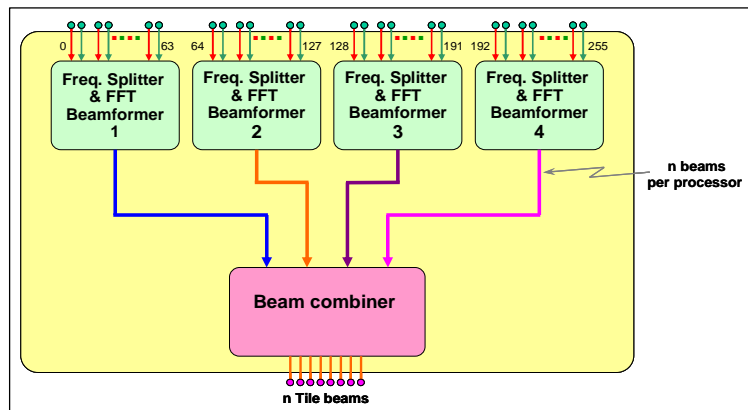 0 63 64 127 128 191 192 255
Freq. Splitter
& FFT
Beamformer
1
Freq. Splitter
& FFT
Beamformer
2
Freq. Splitter
& FFT
Beamformer
3
Freq. Splitter
& FFT
Beamformer
4
n beams
per processor
Beam combiner
n Tile beams